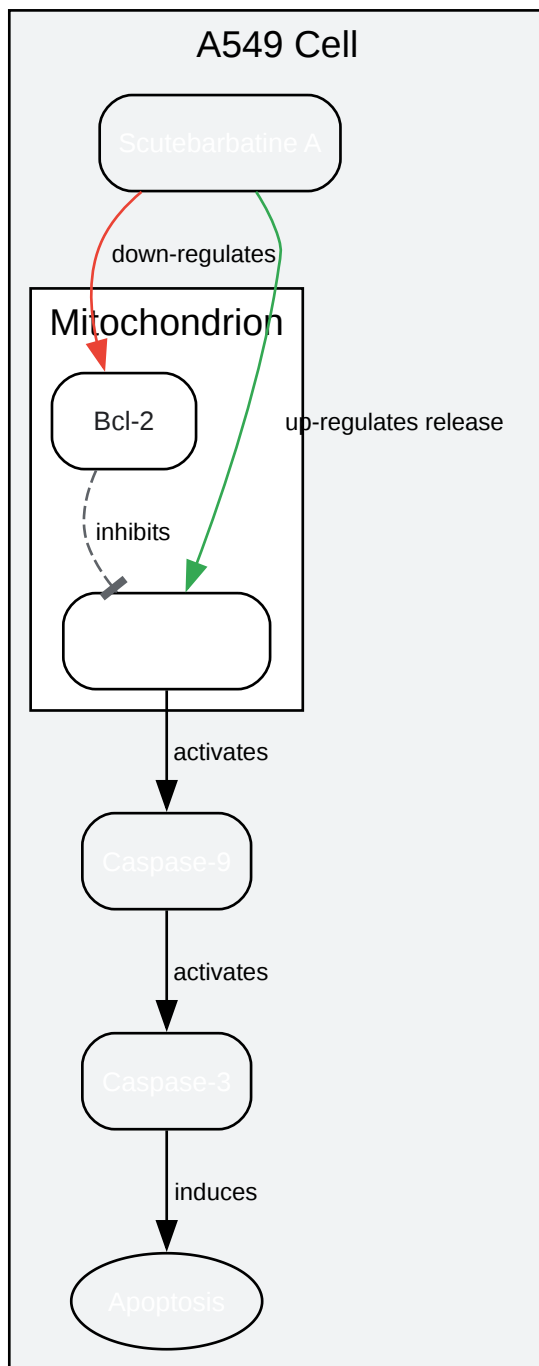 A549 Cell
Scutebarbatine A
down-regulates
Mitochondrion
Bcl-2
up-regulates release
inhibits
activates
Caspase-9
activates
Caspase-3
induces
Apoptosis